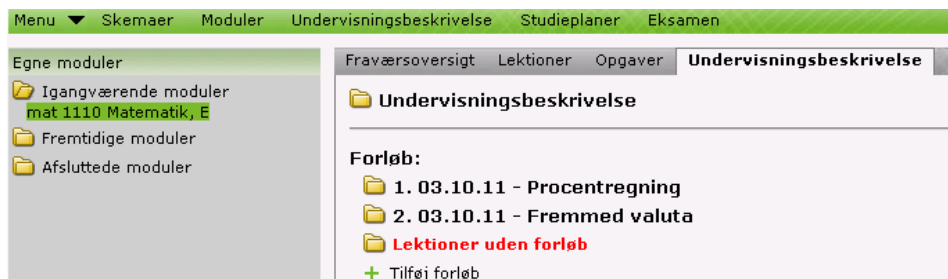 Menu Skemaer Moduler Undervisningsbeskrivelse Studieplaner Eksamen
Egne moduler
Igangværende moduler
mat 1110 Matematik, E
Fremtidige moduler
Afsluttede moduler
Fraværsoversigt Lektioner Opgaver Undervisningsbeskrivelse
Undervisningsbeskrivelse
Forløb:
1. 03.10.11 - Procentregning
2. 03.10.11 - Fremmed valuta
Lektioner uden forløb
+ Tilføj forløb